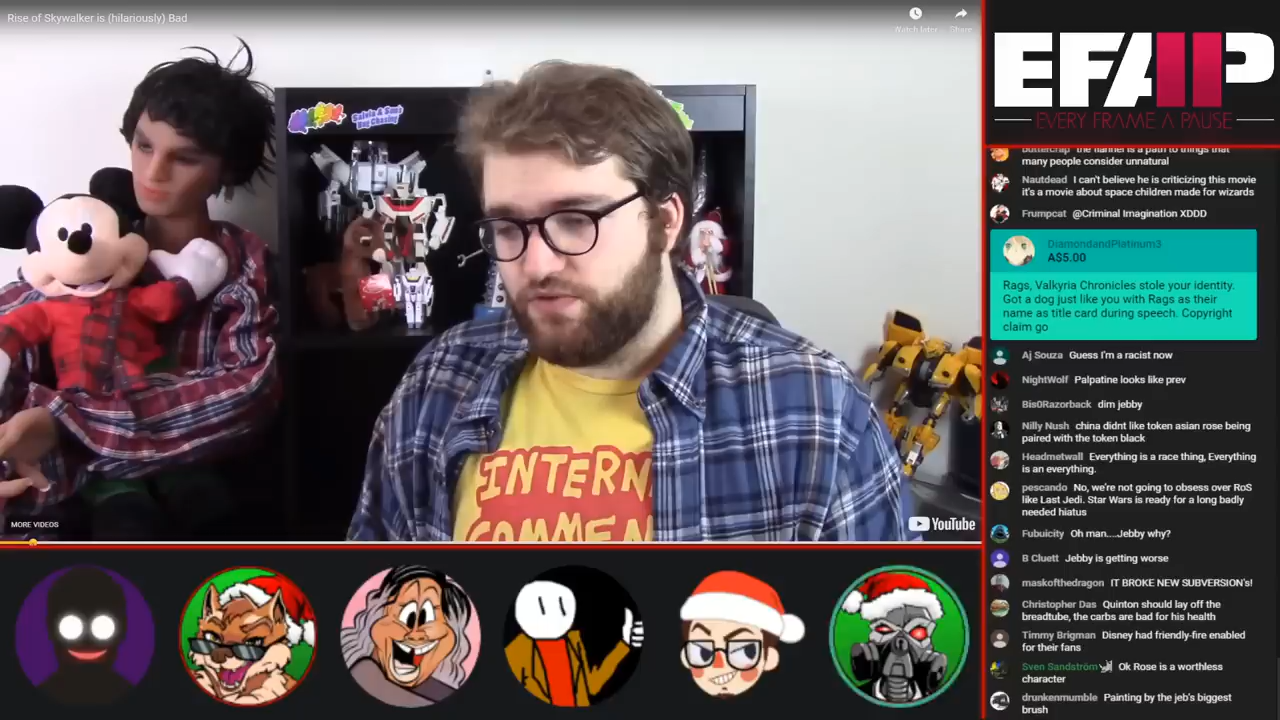 Rise of Skywalker is (hilariously) Bad
Watch later
Share
INTERN
COMMEN
MORE VIDEOS
YouTube
EFAP
EVERY FRAME A PAUSE
buttercrap the flannel is a path to things that
many people consider unnatural
Nautdead I can't believe he is criticizing this movie
it's a movie about space children made for wizards
Frumpcat @Criminal Imagination XDDD
DiamondandPlatinum3
A$5.00
Rags, Valkyria Chronicles stole your identity.
Got a dog just like you with Rags as their
name as title card during speech. Copyright
claim go
Aj Souza Guess I'm a racist now
NightWolf Palpatine looks like prev
Bis0Razorback dim jebby
Nilly Nush china didnt like token asian rose being
paired with the token black
Headmetwall Everything is a race thing, Everything
is an everything.
pescando No, we're not going to obsess over RoS
like Last Jedi. Star Wars is ready for a long badly
needed hiatus
Fubuicity Oh man....Jebby why?
B Cluett Jebby is getting worse
maskofthedragon IT BROKE NEW SUBVERSION's!
Christopher Das Quinton should lay off the
breadtube, the carbs are bad for his health
Timmy Brigman Disney had friendly-fire enabled
for their fans
Sven Sandström Ok Rose is a worthless
character
drunkenmumble Painting by the jeb's biggest
brush